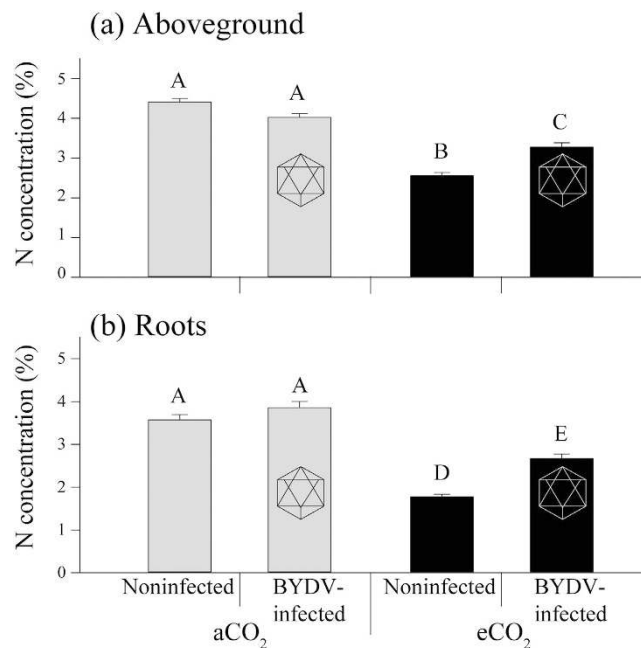 (a) Aboveground
N concentration (%)
5
4
3
2
1
0
A
A
B
C
(b) Roots
N concentration (%)
5
4
3
2
1
0
A
A
D
E
Noninfected
BYDV-
infected
Noninfected
BYDV-
infected
aCO₂
eCO₂